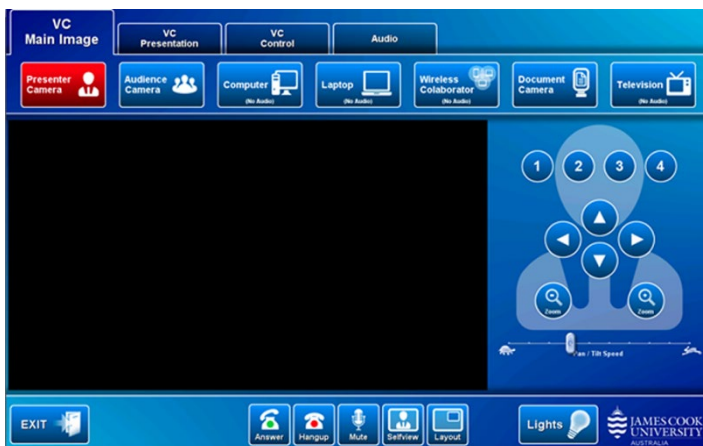 VC
Main Image
VC
Presentation
VC
Control
Audio
Presenter
Camera
Audience
Camera
Computer
(No Audio)
Laptop
(No Audio)
Wireless
Colaborator
(No Audio)
Document
Camera
Television
(No Audio)
1 2 3 4
Zoom
Zoom
Pan / Tilt Speed
EXIT
Answer
Hangup
Mute
Selfview
Layout
Lights
JAMES COOK
UNIVERSITY
AUSTRALIA